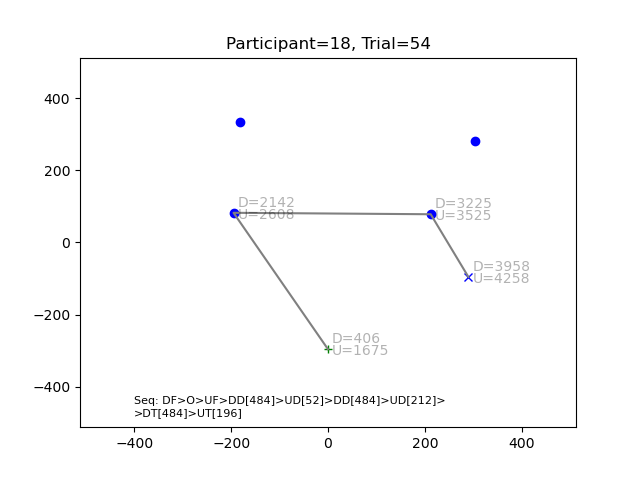 Participant=18, Trial=54
400
200
0
−200
−400
D=2142
U=2608
D=3225
U=3525
D=3958
U=4258
D=406
U=1675
Seq: DF>O>UF>DD[484]>UD[52]>DD[484]>UD[212]>
>DT[484]>UT[196]
−400
−200
0
200
400